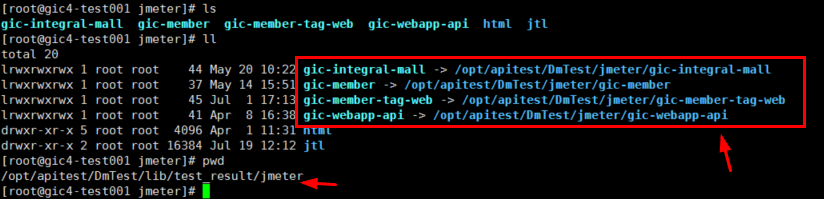 [root@gic4-test001 jmeter]# ls
gic-integral-mall  gic-member  gic-member-tag-web  gic-webapp-api  html  jtl
[root@gic4-test001 jmeter]# ll
total 20
lrwxrwxrwx 1 root root    44 May 20 10:22 gic-integral-mall -> /opt/apitest/DmTest/jmeter/gic-integral-mall
lrwxrwxrwx 1 root root    37 May 14 15:51 gic-member -> /opt/apitest/DmTest/jmeter/gic-member
lrwxrwxrwx 1 root root    45 Jul  1 17:13 gic-member-tag-web -> /opt/apitest/DmTest/jmeter/gic-member-tag-web
lrwxrwxrwx 1 root root    41 Apr  8 16:38 gic-webapp-api -> /opt/apitest/DmTest/jmeter/gic-webapp-api
drwxr-xr-x 5 root root  4096 Apr  1 11:31 html
drwxr-xr-x 2 root root 16384 Jul 19 12:12 jtl
[root@gic4-test001 jmeter]# pwd
/opt/apitest/DmTest/lib/test_result/jmeter
[root@gic4-test001 jmeter]#